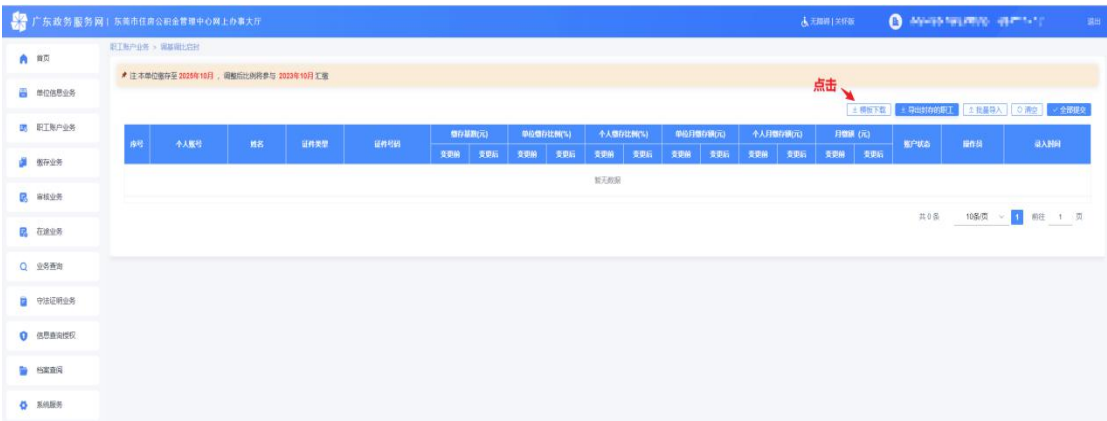 广东政务服务网 | 东莞市住房公积金管理中心网上办事大厅
无障碍 | 关怀版
退出
首页
单位信息业务
职工账户业务
缴存业务
审核业务
在途业务
业务查询
守法证明业务
信息查询授权
档案查阅
系统服务
职工账户业务 > 调基调比启封
注:本单位缴存至 2025年10月 ，调整后比例将参与 2023年10月 汇缴
点击
模板下载 导出封存的职工 批量导入 清空 全部提交
序号 个人账号 姓名 证件类型 证件号码 缴存基数(元) 单位缴存比例(%) 个人缴存比例(%) 单位月缴存额(元) 个人月缴存额(元) 月缴额 (元) 账户状态 操作员 录入时间
变更前 变更后 变更前 变更后 变更前 变更后 变更前 变更后 变更前 变更后 变更前 变更后
暂无数据
共 0 条 10条/页 1 前往 1 页